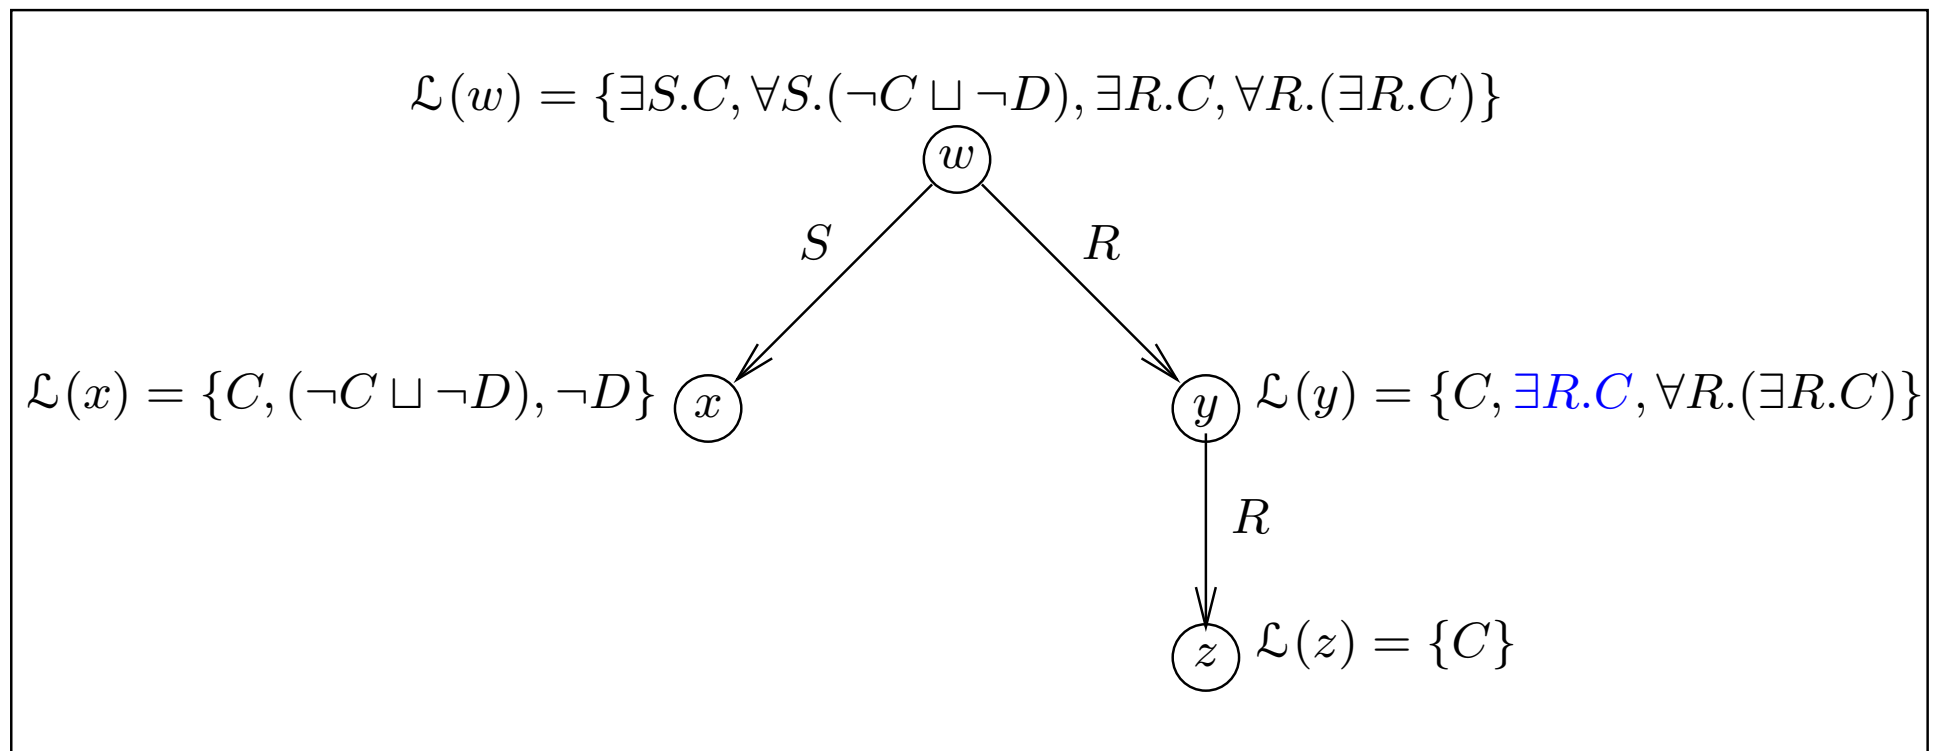 ℒ(w) = {∃S.C, ∀S.(¬C ⊔ ¬D), ∃R.C, ∀R.(∃R.C)}
w
S R
ℒ(x) = {C, (¬C ⊔ ¬D), ¬D} x y ℒ(y) = {C, ∃R.C, ∀R.(∃R.C)}
R
z ℒ(z) = {C}